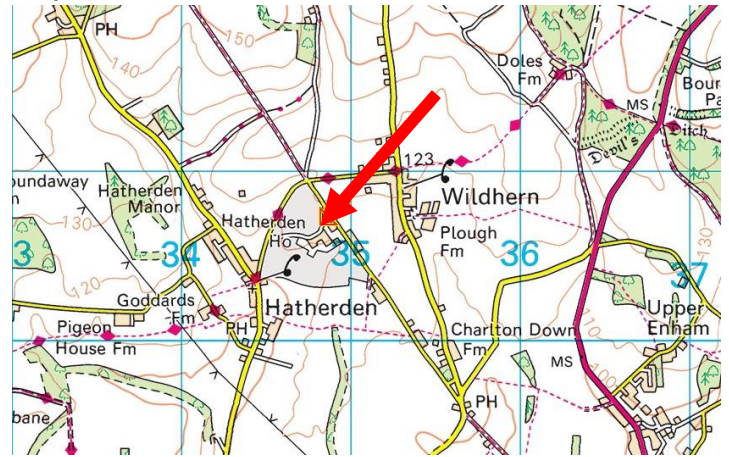 PH
150
140
Doles
Fm
MS
Bour
Pa
Devil's
Ditch
123
oundaway
Hatherden
Manor
Wildhern
130
Hatherden
Ho
Plough
Fm
130
3
34
35
36
37
120
Goddards
Fm
Hatherden
Upper
Enham
Pigeon
House Fm
PH
Charlton Down
Fm
110
MS
100
PH
bane